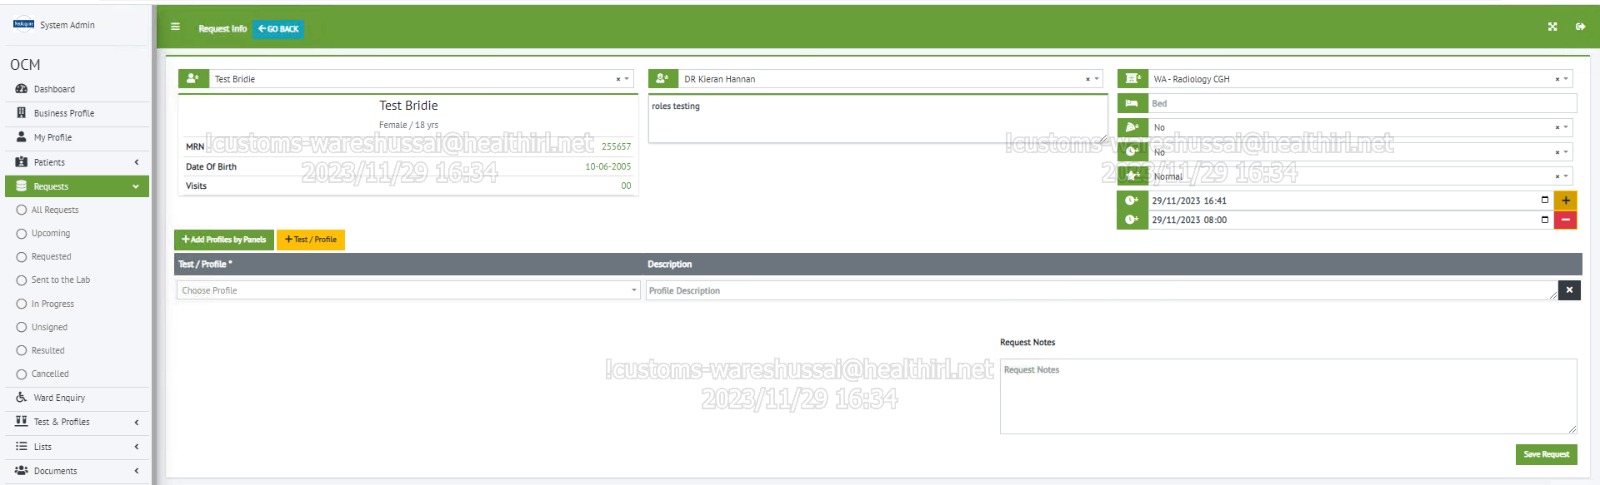 System Admin
Request Info
GO BACK
OCM
Dashboard
Business Profile
My Profile
Patients
Requests
All Requests
Upcoming
Requested
Sent to the Lab
In Progress
Unsigned
Resulted
Cancelled
Ward Enquiry
Test & Profiles
Lists
Documents
Test Bridie
Test Bridie
Female / 18 yrs
MRN 255657
Date Of Birth 10-06-2005
Visits 00
DR Kieran Hannan
roles testing
WA - Radiology CGH
Bed
No
No
Normal
29/11/2023 16:41
29/11/2023 08:00
!customs-wareshussai@healthirl.net
2023/11/29 16:34
!customs-wareshussai@healthirl.net
2023/11/29 16:34
Add Profiles by Panels
Test / Profile
Test / Profile * Description
Choose Profile Profile Description
Request Notes
Request Notes
!customs-wareshussai@healthirl.net
2023/11/29 16:34
Save Request